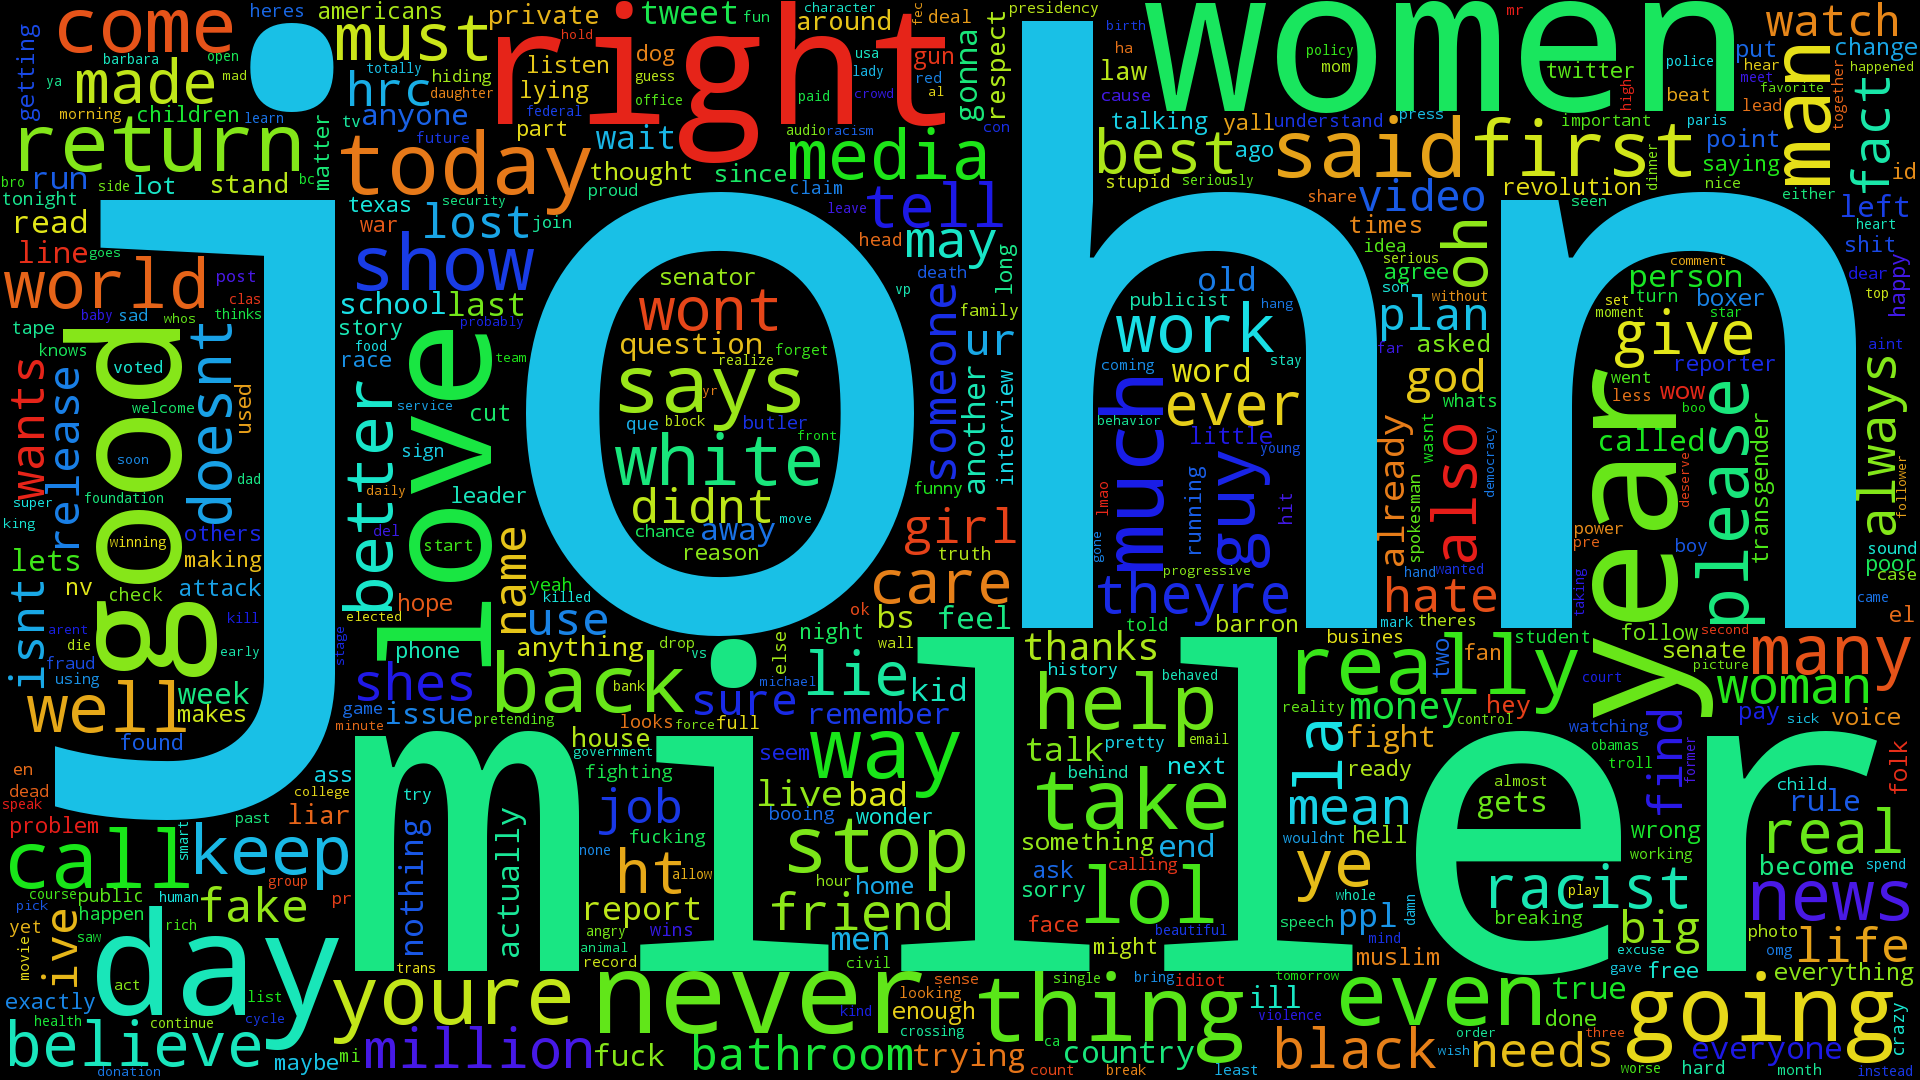 john
miller
women
right
day
good
love
year
never
thing
going
today
return
come
made
must
hrc
tweet
private
americans
heres
getting
barbara
open
ya
mad
morning
children
learn
anyone
tv
future
totally
hiding
daughter
listen
lying
federal
part
hold
dog
guess
office
wait
thought
proud
since
media
audio
racism
claim
leave
tell
around
character
fun
deal
fec
usa
lady
paid
crowd
gun
red
al
gonna
respect
con
presidency
birth
ha
law
cause
talking
yall
ago
understand
best
stupid
seriously
said
first
policy
mom
twitter
mr
police
press
important
high
put
hear
meet
beat
lead
paris
point
saying
nice
dinner
watch
change
happened
favorite
together
man
fact
id
either
left
heart
shit
dear
top
happy
bro
run
tonight
side
lot
bc
stand
matter
read
line
goes
world
post
clas
thinks
baby
sad
whos
tape
knows
voted
welcome
wants
release
doesnt
used
soon
foundation
dad
super
king
lets
winning
others
making
nv
check
attack
isnt
arent
die
kill
early
fraud
using
well
week
makes
found
texas
war
security
lost
join
show
school
last
story
race
food
probably
team
better
service
cut
que
sign
leader
daily
del
start
name
hope
elected
phone
stage
use
yeah
killed
anything
shes
game
minute
issue
pretending
back
bank
drop
vs
else
sure
michael
looks
force
full
house
government
senator
wont
question
realize
forget
says
yr
block
butler
front
white
didnt
chance
away
move
reason
head
may
vp
death
long
family
someone
ur
another
interview
funny
girl
truth
care
ok
bs
feel
night
wall
lie
kid
remember
seem
way
live
bad
booing
wonder
stop
hour
home
friend
men
civil
old
publicist
hang
work
coming
stay
word
ever
behavior
much
little
young
lmao
guy
running
hit
gone
progressive
theyre
told
barron
thanks
history
behaved
help
talk
pretty
email
behind
next
take
something
end
ask
calling
sorry
face
lol
might
beautiful
video
share
revolution
seen
times
idea
serious
agree
son
without
oh
plan
asked
far
god
whats
already
wasnt
also
democracy
spokesman
hand
wanted
hate
mark
theres
busines
two
fan
student
really
reality
money
control
hey
la
fight
ready
mean
wouldnt
hell
ye
whole
ppl
damn
speech
mind
muslim
comment
person
turn
boxer
set
moment
star
give
reporter
went
less
wow
boo
called
deserve
please
transgender
power
pre
boy
taking
follow
second
senate
picture
court
woman
many
pay
sick
voice
watching
obamas
troll
find
former
folk
aint
always
follower
sound
poor
case
came
el
almost
gets
child
rule
wrong
working
real
become
spend
racist
play
breaking
news
big
excuse
gave
free
photo
omg
life
everything
en
dead
speak
problem
past
smart
call
keep
course
public
group
human
pick
happen
fake
pr
yet
saw
rich
movie
ive
exactly
act
list
health
continue
cycle
believe
donation
maybe
mi
ass
college
liar
try
nothing
actually
trans
youre
million
fighting
job
fucking
none
ht
allow
report
angry
wins
animal
record
fuck
bathroom
looking
sense
enough
kind
crossing
trying
single
bring
idiot
tomorrow
ill
violence
ca
country
count
break
least
even
true
done
order
black
wish
needs
three
worse
everyone
hard
month
crazy
instead